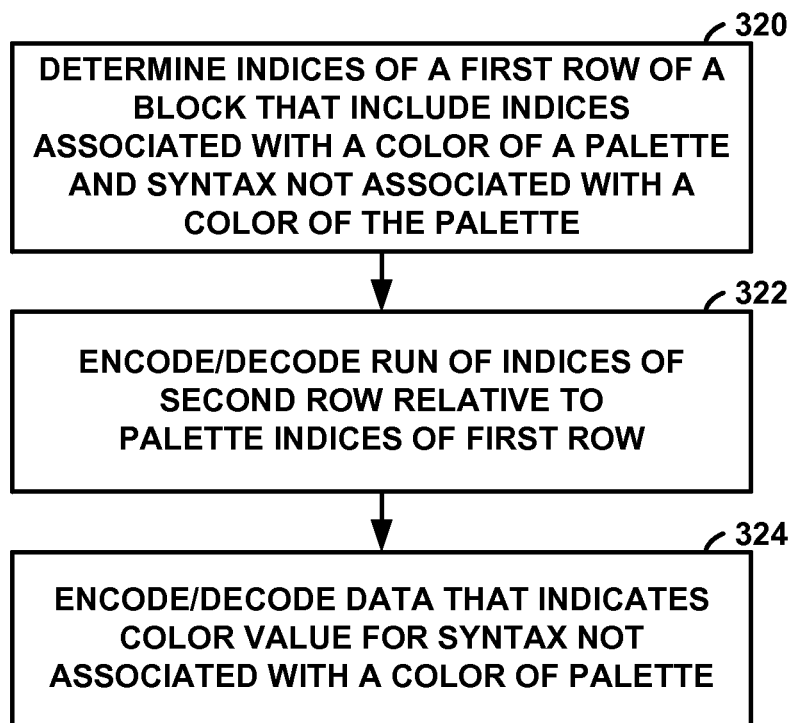 320
DETERMINE INDICES OF A FIRST ROW OF A
BLOCK THAT INCLUDE INDICES
ASSOCIATED WITH A COLOR OF A PALETTE
AND SYNTAX NOT ASSOCIATED WITH A
COLOR OF THE PALETTE
322
ENCODE/DECODE RUN OF INDICES OF
SECOND ROW RELATIVE TO
PALETTE INDICES OF FIRST ROW
324
ENCODE/DECODE DATA THAT INDICATES
COLOR VALUE FOR SYNTAX NOT
ASSOCIATED WITH A COLOR OF PALETTE